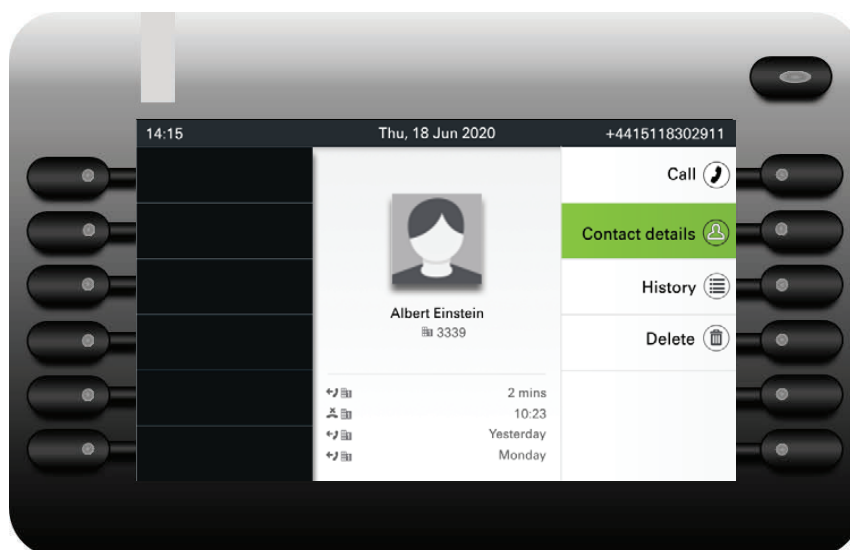 14:15 Thu, 18 Jun 2020 +4415118302911
Call
Contact details
History
Delete
Albert Einstein
3339
2 mins
10:23
Yesterday
Monday